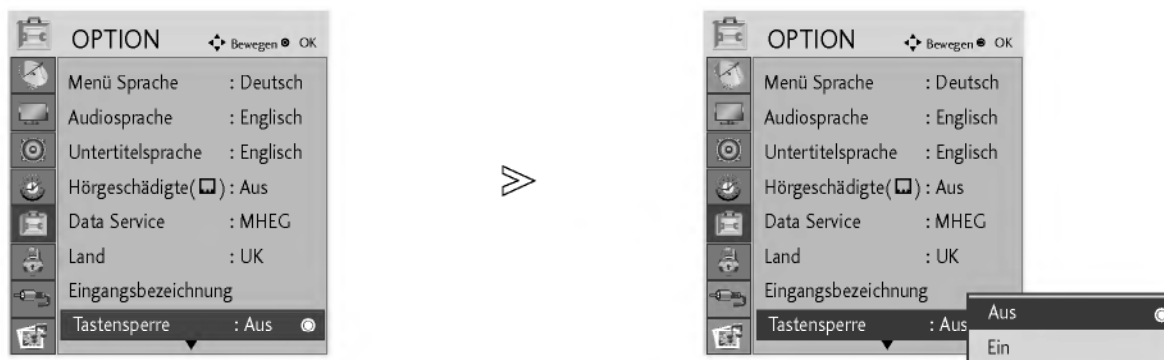 OPTION Bewegen OK
Menü Sprache : Deutsch
Audiosprache : Englisch
Untertitelsprache : Englisch
Hörgeschädigte( ) : Aus
Data Service : MHEG
Land : UK
Eingangsbezeichnung
Tastensperre : Aus
OPTION Bewegen OK
Menü Sprache : Deutsch
Audiosprache : Englisch
Untertitelsprache : Englisch
Hörgeschädigte( ) : Aus
Data Service : MHEG
Land : UK
Eingangsbezeichnung
Tastensperre : Aus
Aus
Ein